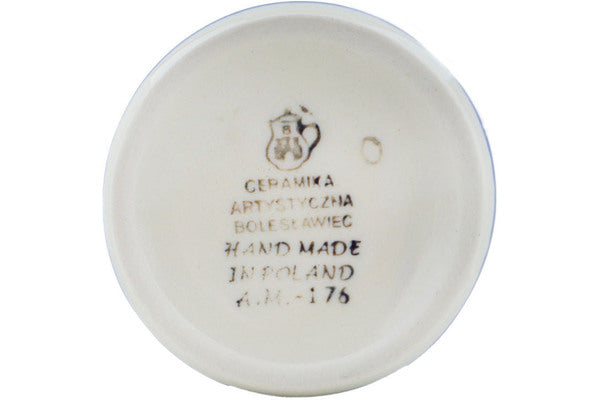 B
CERAMIKA
ARTYSTYCZNA
BOLESŁAWIEC
HAND MADE
IN POLAND
A.M.-176